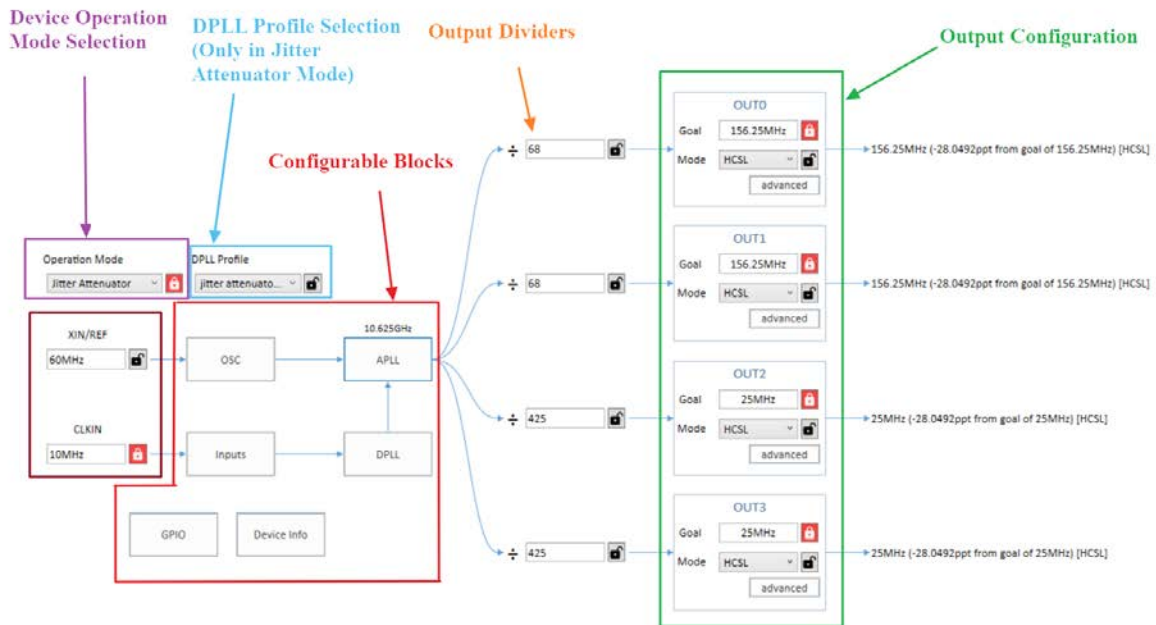 Device Operation
Mode Selection
DPLL Profile Selection
(Only in Jitter
Attenuator Mode)
Output Dividers
Output Configuration
Configurable Blocks
Operation Mode
Jitter Attenuator
DPLL Profile
jitter attenuato...
XIN/REF
60MHz
CLKIN
10MHz
OSC
10.625GHz
APLL
Inputs
DPLL
GPIO
Device Info
÷ 68
÷ 68
÷ 425
÷ 425
OUT0
Goal 156.25MHz
Mode HCSL
advanced
156.25MHz (-28.0492ppt from goal of 156.25MHz) [HCSL]
OUT1
Goal 156.25MHz
Mode HCSL
advanced
156.25MHz (-28.0492ppt from goal of 156.25MHz) [HCSL]
OUT2
Goal 25MHz
Mode HCSL
advanced
25MHz (-28.0492ppt from goal of 25MHz) [HCSL]
OUT3
Goal 25MHz
Mode HCSL
advanced
25MHz (-28.0492ppt from goal of 25MHz) [HCSL]